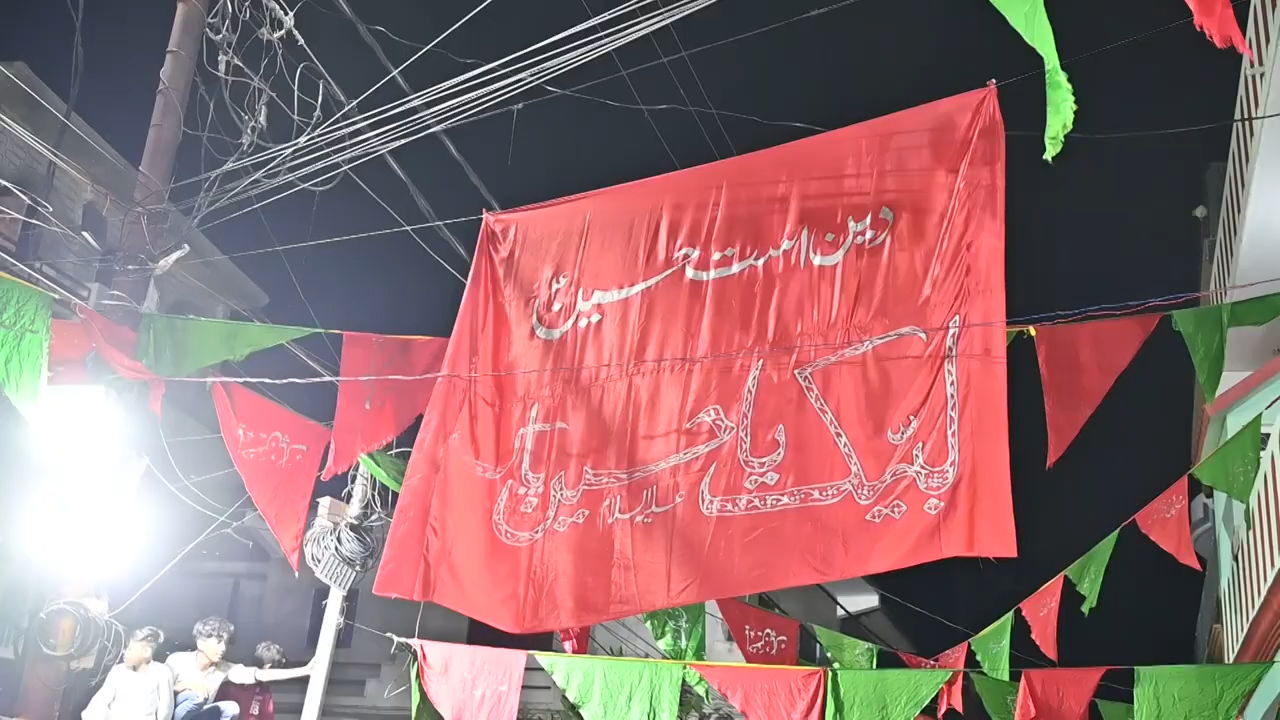 دین است حسینؑ
لبیک یا حسین
علیہ السلام